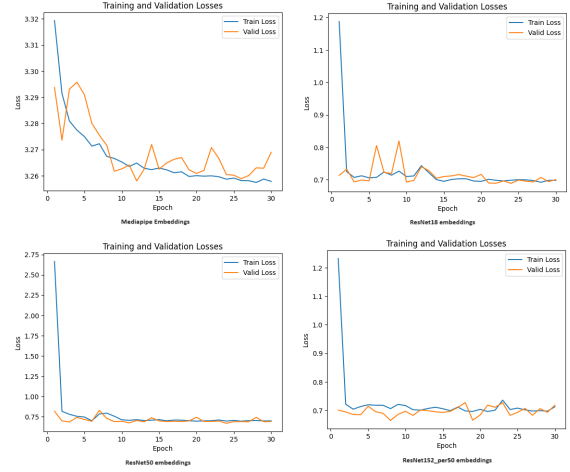 Training and Validation Losses
Train Loss
Valid Loss
3.32
3.31
3.30
3.29
3.28
3.27
3.26
Loss
0 5 10 15 20 25 30
Epoch
Mediapipe Embeddings
Training and Validation Losses
Train Loss
Valid Loss
1.2
1.1
1.0
0.9
0.8
0.7
Loss
0 5 10 15 20 25 30
Epoch
ResNet18 embeddings
Training and Validation Losses
Train Loss
Valid Loss
2.75
2.50
2.25
2.00
1.75
1.50
1.25
1.00
0.75
Loss
0 5 10 15 20 25 30
Epoch
ResNet50 embeddings
Training and Validation Losses
Train Loss
Valid Loss
1.2
1.1
1.0
0.9
0.8
0.7
Loss
0 5 10 15 20 25 30
Epoch
ResNet152_per50 embeddings